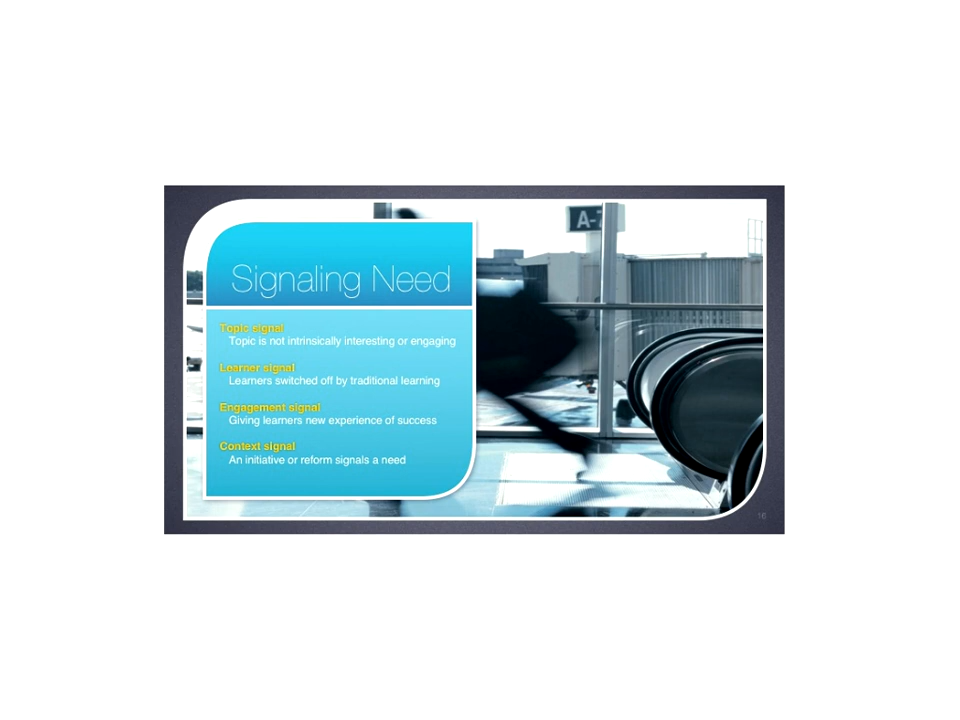 Signaling Need
Topic signal
Topic is not intrinsically interesting or engaging
Learner signal
Learners switched off by traditional learning
Engagement signal
Giving learners new experience of success
Context signal
An initiative or reform signals a need
A-
16